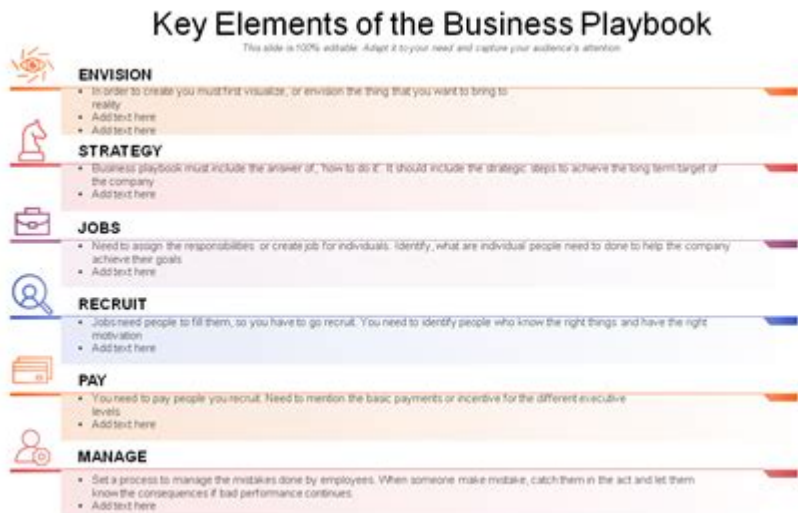 Key Elements of the Business Playbook
This slide is 100% editable. Adapt it to your need and capture your audience's attention
ENVISION
• In order to create you must first visualize, or envision the thing that you want to bring to
reality
• Add text here
• Add text here
STRATEGY
• Business playbook must include the answer of, "how to do it". It should include the strategic steps to achieve the long term target of
the company
• Add text here
JOBS
• Need to assign the responsibilities or create job for individuals. Identify, what are individual people need to done to help the company
achieve their goals
• Add text here
RECRUIT
• Jobs need people to fill them, so you have to go recruit. You need to identify people who know the right things and have the right
motivation
• Add text here
PAY
• You need to pay people you recruit. Need to mention the basic payments or incentive for the different executive
levels
• Add text here
MANAGE
• Set a process to manage the mistakes done by employees. When someone make mistake, catch them in the act and let them
know the consequences if bad performance continues
• Add text here